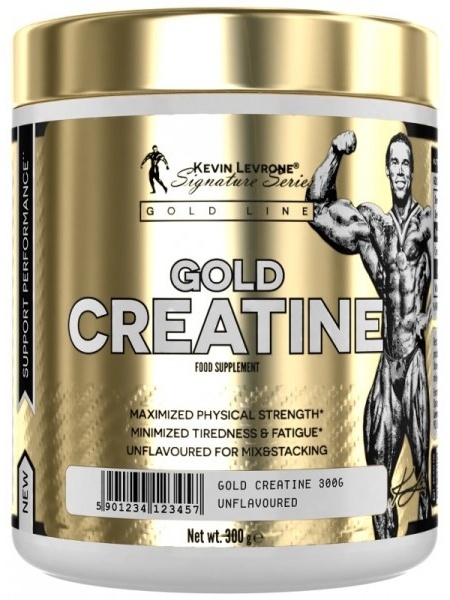 KEVIN LEVRONE®
Signature Series
GOLD LINE
GOLD
CREATINE
FOOD SUPPLEMENT
MAXIMIZED PHYSICAL STRENGTH*
MINIMIZED TIREDNESS & FATIGUE*
UNFLAVOURED FOR MIX&STACKING
GOLD CREATINE 300G
UNFLAVOURED
5 901234 123457
Net wt. 300 g e
SUPPORT PERFORMANCE**
NEW